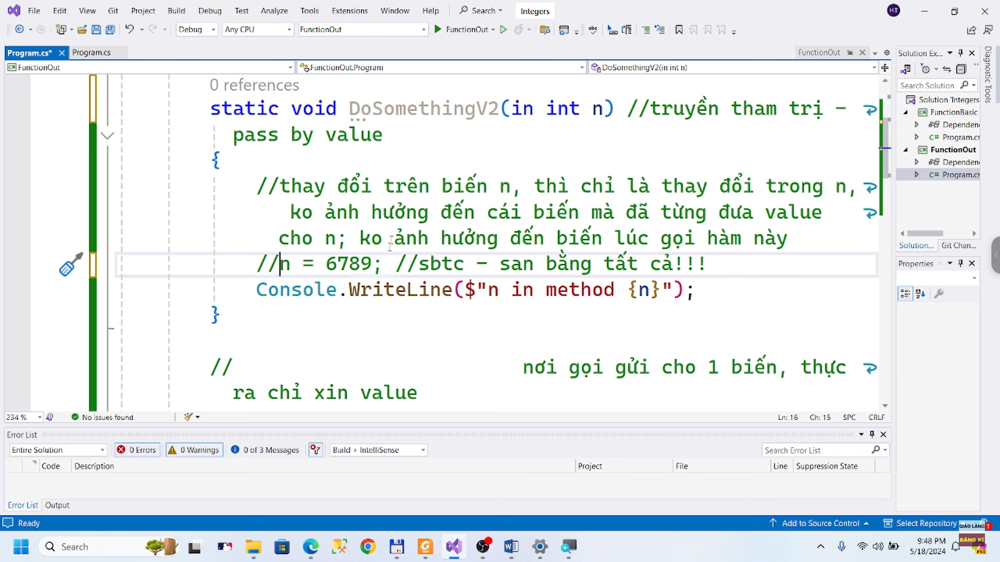 File Edit View Git Project Build Debug Test Analyze Tools Extensions Window Help Search Integers HT
Debug Any CPU FunctionOut FunctionOut
Program.cs* Program.cs FunctionOut
FunctionOut FunctionOut.Program DoSomethingV2(in int n)
0 references
static void DoSomethingV2(in int n) //truyền tham trị –
pass by value
{
//thay đổi trên biến n, thì chỉ là thay đổi trong n,
ko ảnh hưởng đến cái biến mà đã từng đưa value
cho n; ko ảnh hưởng đến biến lúc gọi hàm này
//n = 6789; //sbtc – san bằng tất cả!!!
Console.WriteLine($"n in method {n}");
}
// nơi gọi gửi cho 1 biến, thực
ra chỉ xin value
234 % No issues found Ln: 16 Ch: 15 SPC CRLF
Solution Ex...
Search Solution
Solution 'Integers
FunctionBasic
Dependen
Program.cs
FunctionOut
Dependen
Program.cs
Solution... Git Chan...
Properties
Diagnostic Tools
Error List
Entire Solution 0 Errors 0 Warnings 0 of 3 Messages Build + IntelliSense Search Error List
Code Description Project File Line Suppression State
Error List Output
Ready Add to Source Control Select Repository
GIÁO LÀNG
ĐĂNG KÍ
Search
9:48 PM
5/18/2024
PRE